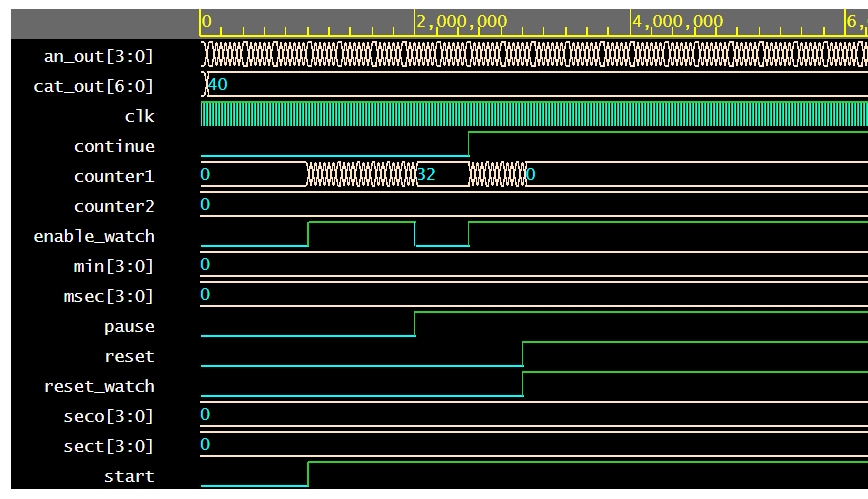 0 2,000,000 4,000,000 6,
an_out[3:0]
cat_out[6:0] 40
clk
continue
counter1 0 32 0
counter2 0
enable_watch
min[3:0] 0
msec[3:0] 0
pause
reset
reset_watch
seco[3:0] 0
sect[3:0] 0
start